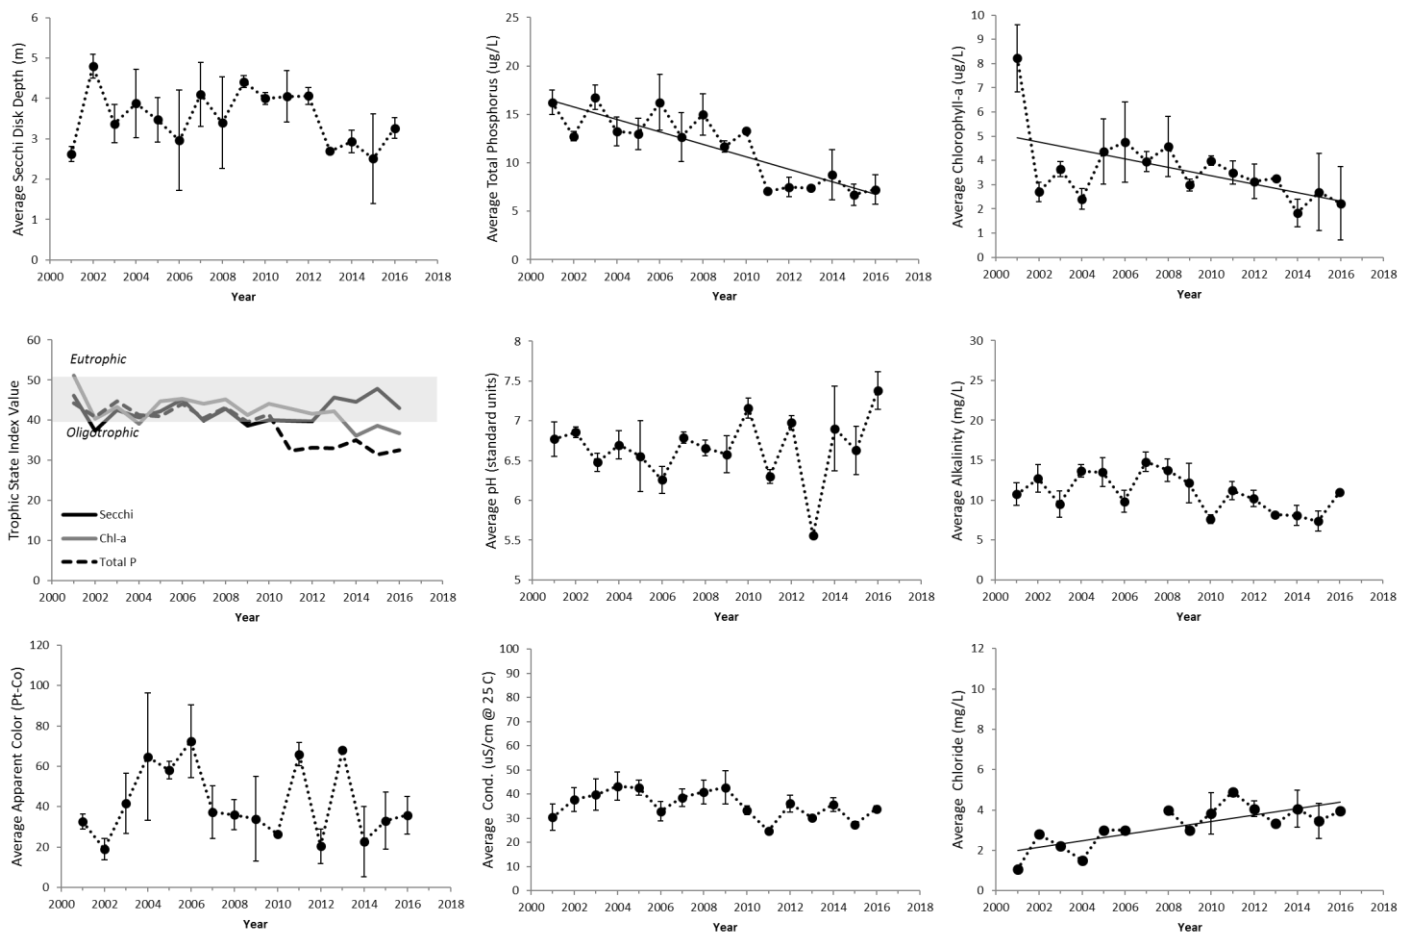 Average Secchi Disk Depth (m)
6
5
4
3
2
1
0
2000 2002 2004 2006 2008 2010 2012 2014 2016 2018
Year
Average Total Phosphorus (ug/L)
25
20
15
10
5
0
2000 2002 2004 2006 2008 2010 2012 2014 2016 2018
Year
Average Chlorophyll-a (ug/L)
10
9
8
7
6
5
4
3
2
1
0
2000 2002 2004 2006 2008 2010 2012 2014 2016 2018
Year
Trophic State Index Value
60
50
40
30
20
10
0
Eutrophic
Oligotrophic
Secchi
Chl-a
Total P
2000 2002 2004 2006 2008 2010 2012 2014 2016 2018
Year
Average pH (standard units)
8
7.5
7
6.5
6
5.5
5
2000 2002 2004 2006 2008 2010 2012 2014 2016 2018
Year
Average Alkalinity (mg/L)
30
25
20
15
10
5
0
2000 2002 2004 2006 2008 2010 2012 2014 2016 2018
Year
Average Apparent Color (Pt-Co)
120
100
80
60
40
20
0
2000 2002 2004 2006 2008 2010 2012 2014 2016 2018
Year
Average Cond. (uS/cm @ 25 C)
100
90
80
70
60
50
40
30
20
10
0
2000 2002 2004 2006 2008 2010 2012 2014 2016 2018
Year
Average Chloride (mg/L)
12
10
8
6
4
2
0
2000 2002 2004 2006 2008 2010 2012 2014 2016 2018
Year